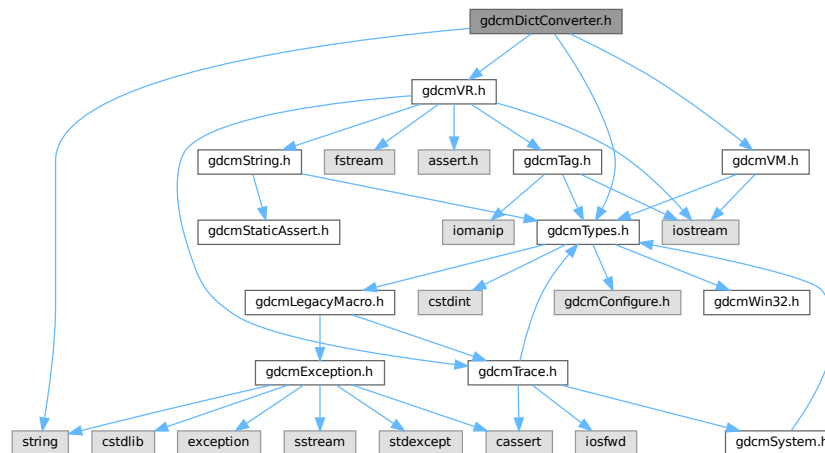 gdcmDictConverter.h
gdcmVR.h
gdcmString.h
fstream
assert.h
gdcmTag.h
gdcmVM.h
gdcmStaticAssert.h
iomanip
gdcmTypes.h
iostream
gdcmLegacyMacro.h
cstdint
gdcmConfigure.h
gdcmWin32.h
gdcmException.h
gdcmTrace.h
string
cstdlib
exception
sstream
stdexcept
cassert
iosfwd
gdcmSystem.h